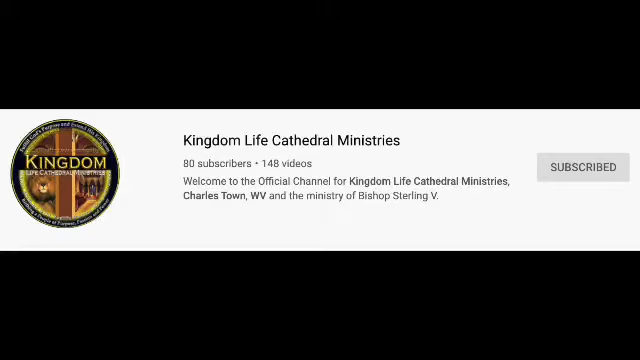 Kingdom Life Cathedral Ministries
80 subscribers • 148 videos
Welcome to the Official Channel for Kingdom Life Cathedral Ministries,
Charles Town, WV and the ministry of Bishop Sterling V.
SUBSCRIBED
KINGDOM
LIFE CATHEDRAL MINISTRIES